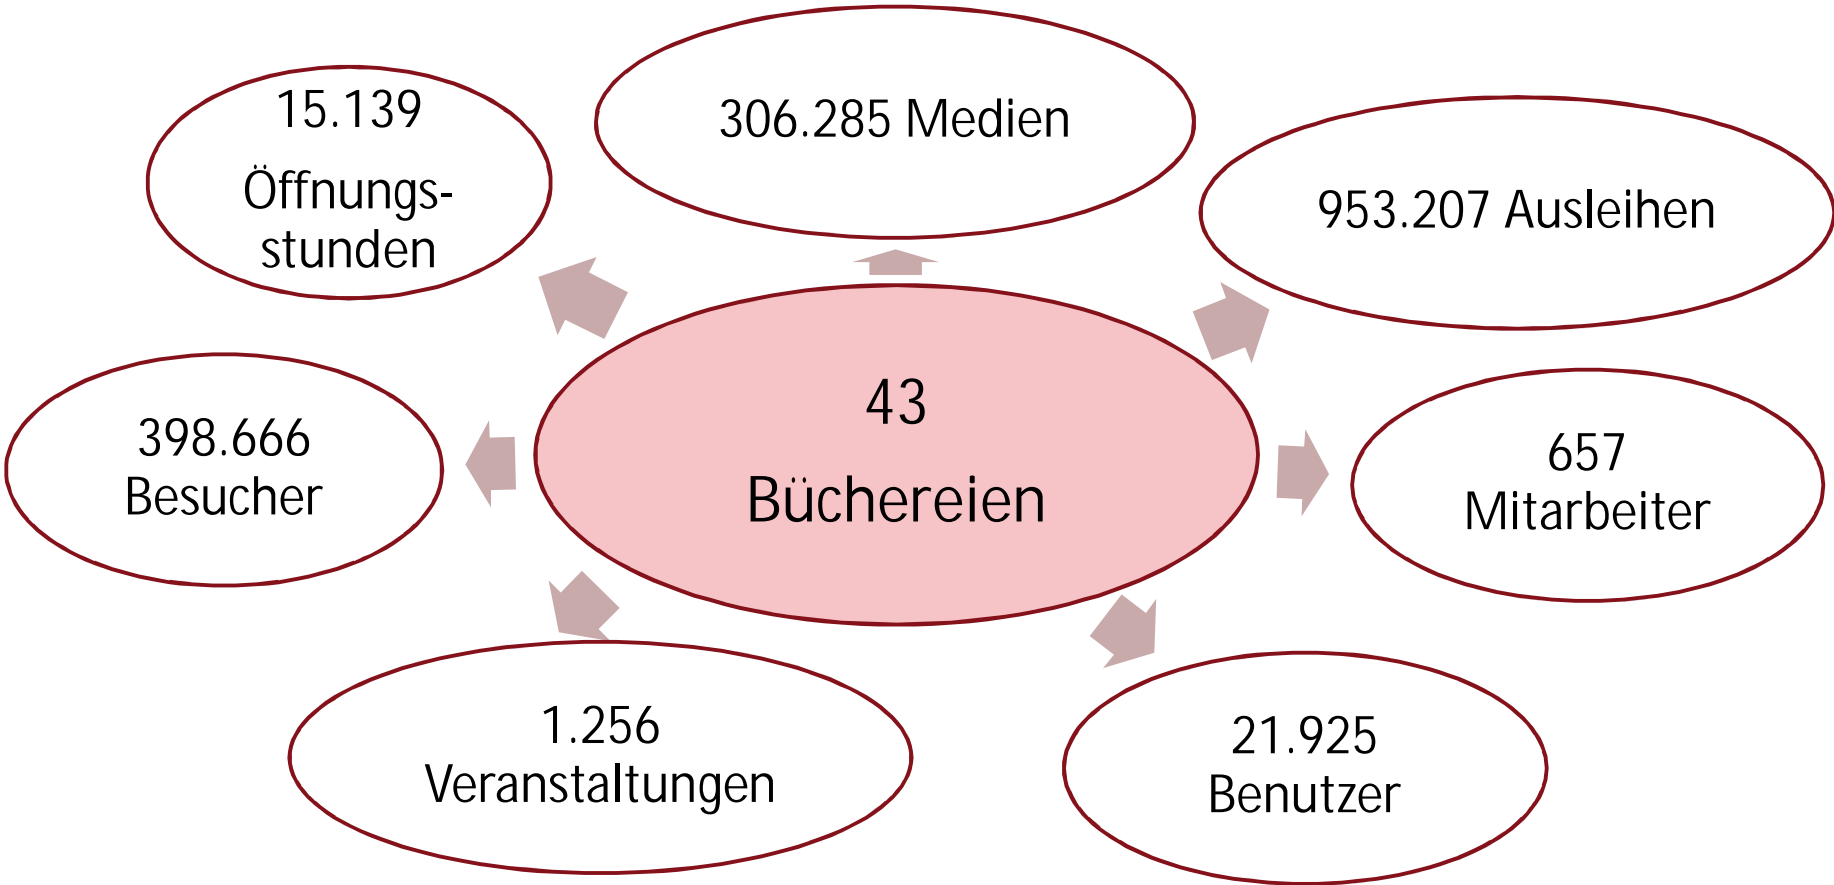 306.285 Medien
15.139
Öffnungs-
stunden
953.207 Ausleihen
43
Büchereien
398.666
Besucher
657
Mitarbeiter
1.256
Veranstaltungen
21.925
Benutzer